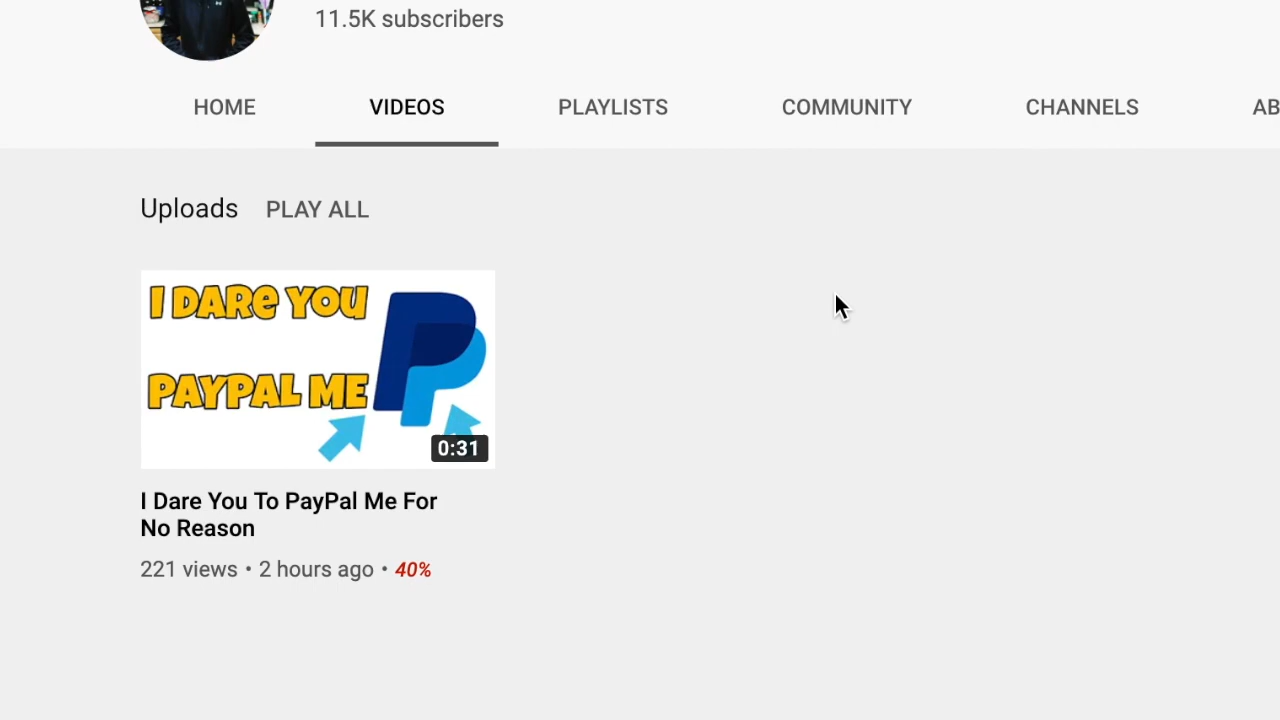 11.5K subscribers
HOME VIDEOS PLAYLISTS COMMUNITY CHANNELS AB
Uploads PLAY ALL
I DARE YOU
PAYPAL ME
0:31
I Dare You To PayPal Me For
No Reason
221 views • 2 hours ago • 40%